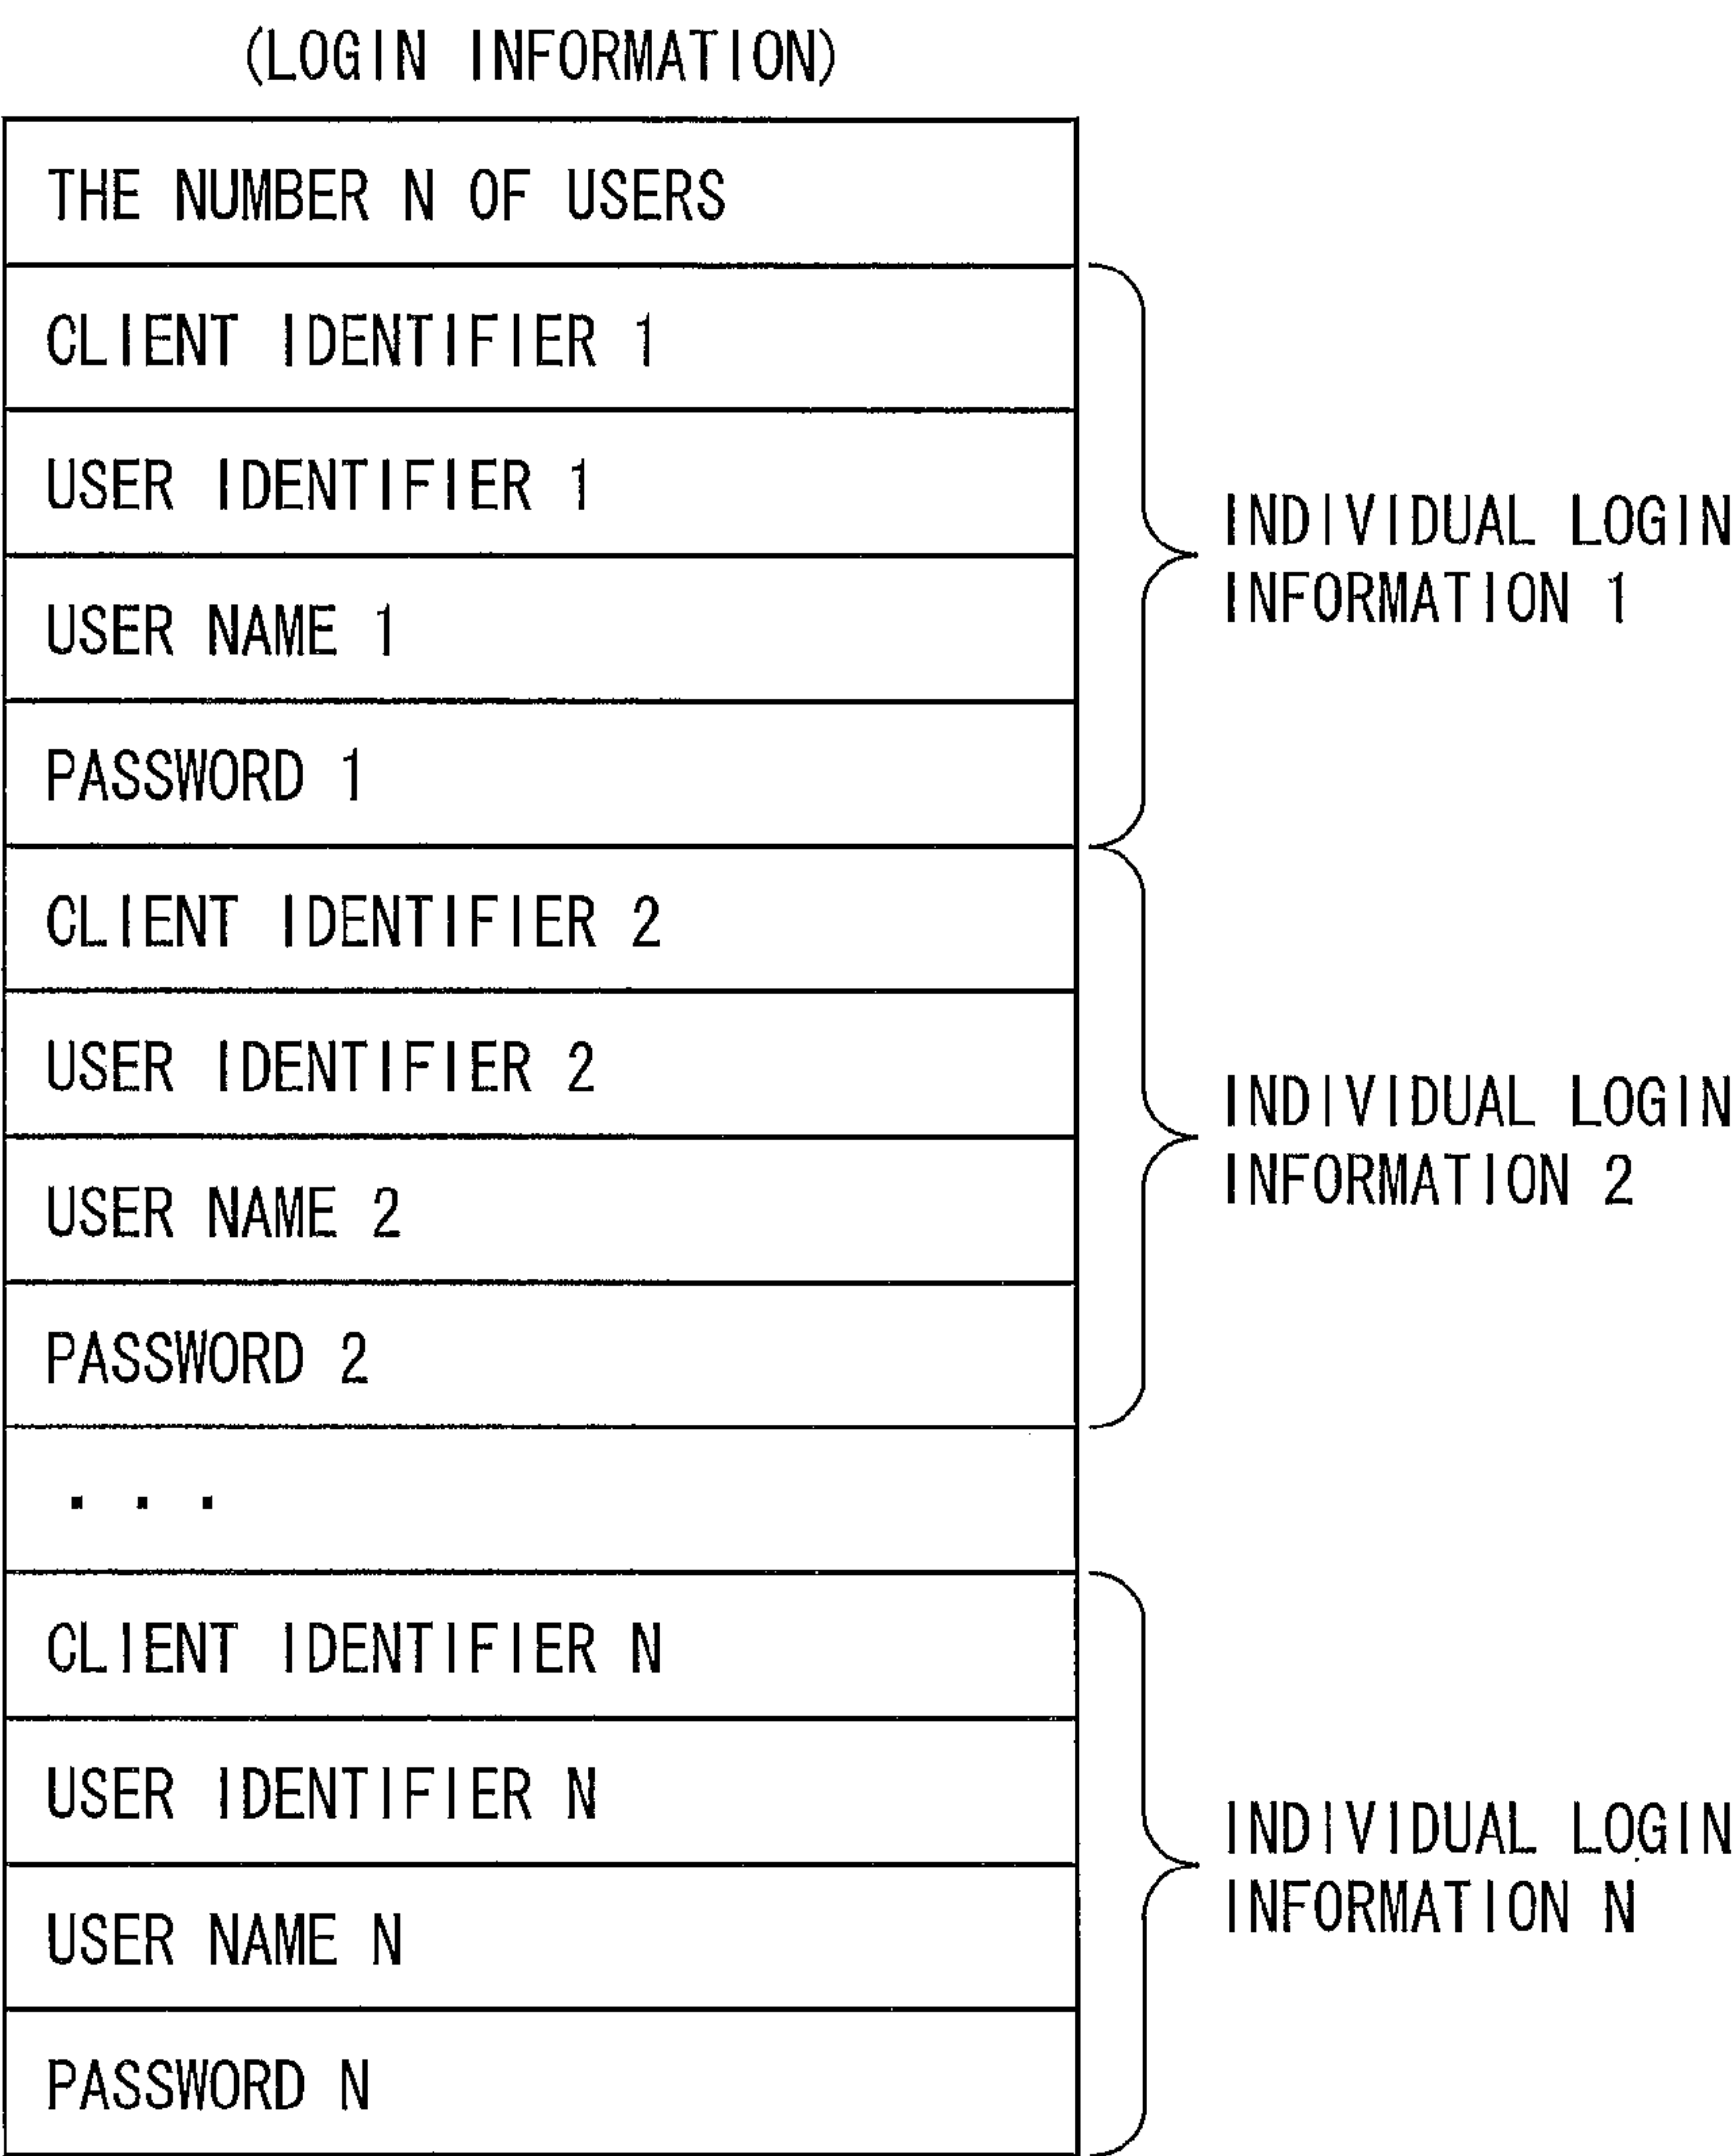 (LOGIN INFORMATION)
THE NUMBER N OF USERS
CLIENT IDENTIFIER 1
USER IDENTIFIER 1
USER NAME 1
PASSWORD 1
INDIVIDUAL LOGIN
INFORMATION 1
CLIENT IDENTIFIER 2
USER IDENTIFIER 2
USER NAME 2
PASSWORD 2
INDIVIDUAL LOGIN
INFORMATION 2
...
CLIENT IDENTIFIER N
USER IDENTIFIER N
USER NAME N
PASSWORD N
INDIVIDUAL LOGIN
INFORMATION N